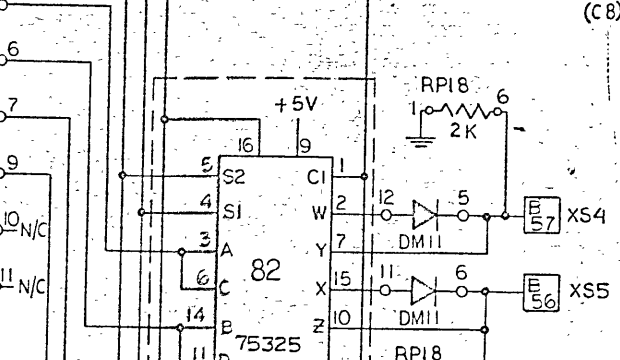 (C8)
6
RP18
1 6
2K
+5V
7
16 9
9
5 S2 C1 1
4 S1 W 2 12 5 B 57 XS4
DM11
10 N/C
3 A Y 7
82
6 C X 15 11 6 B 56 XS5
DM11
11 N/C
14 B Z 10
75325
RP18
11